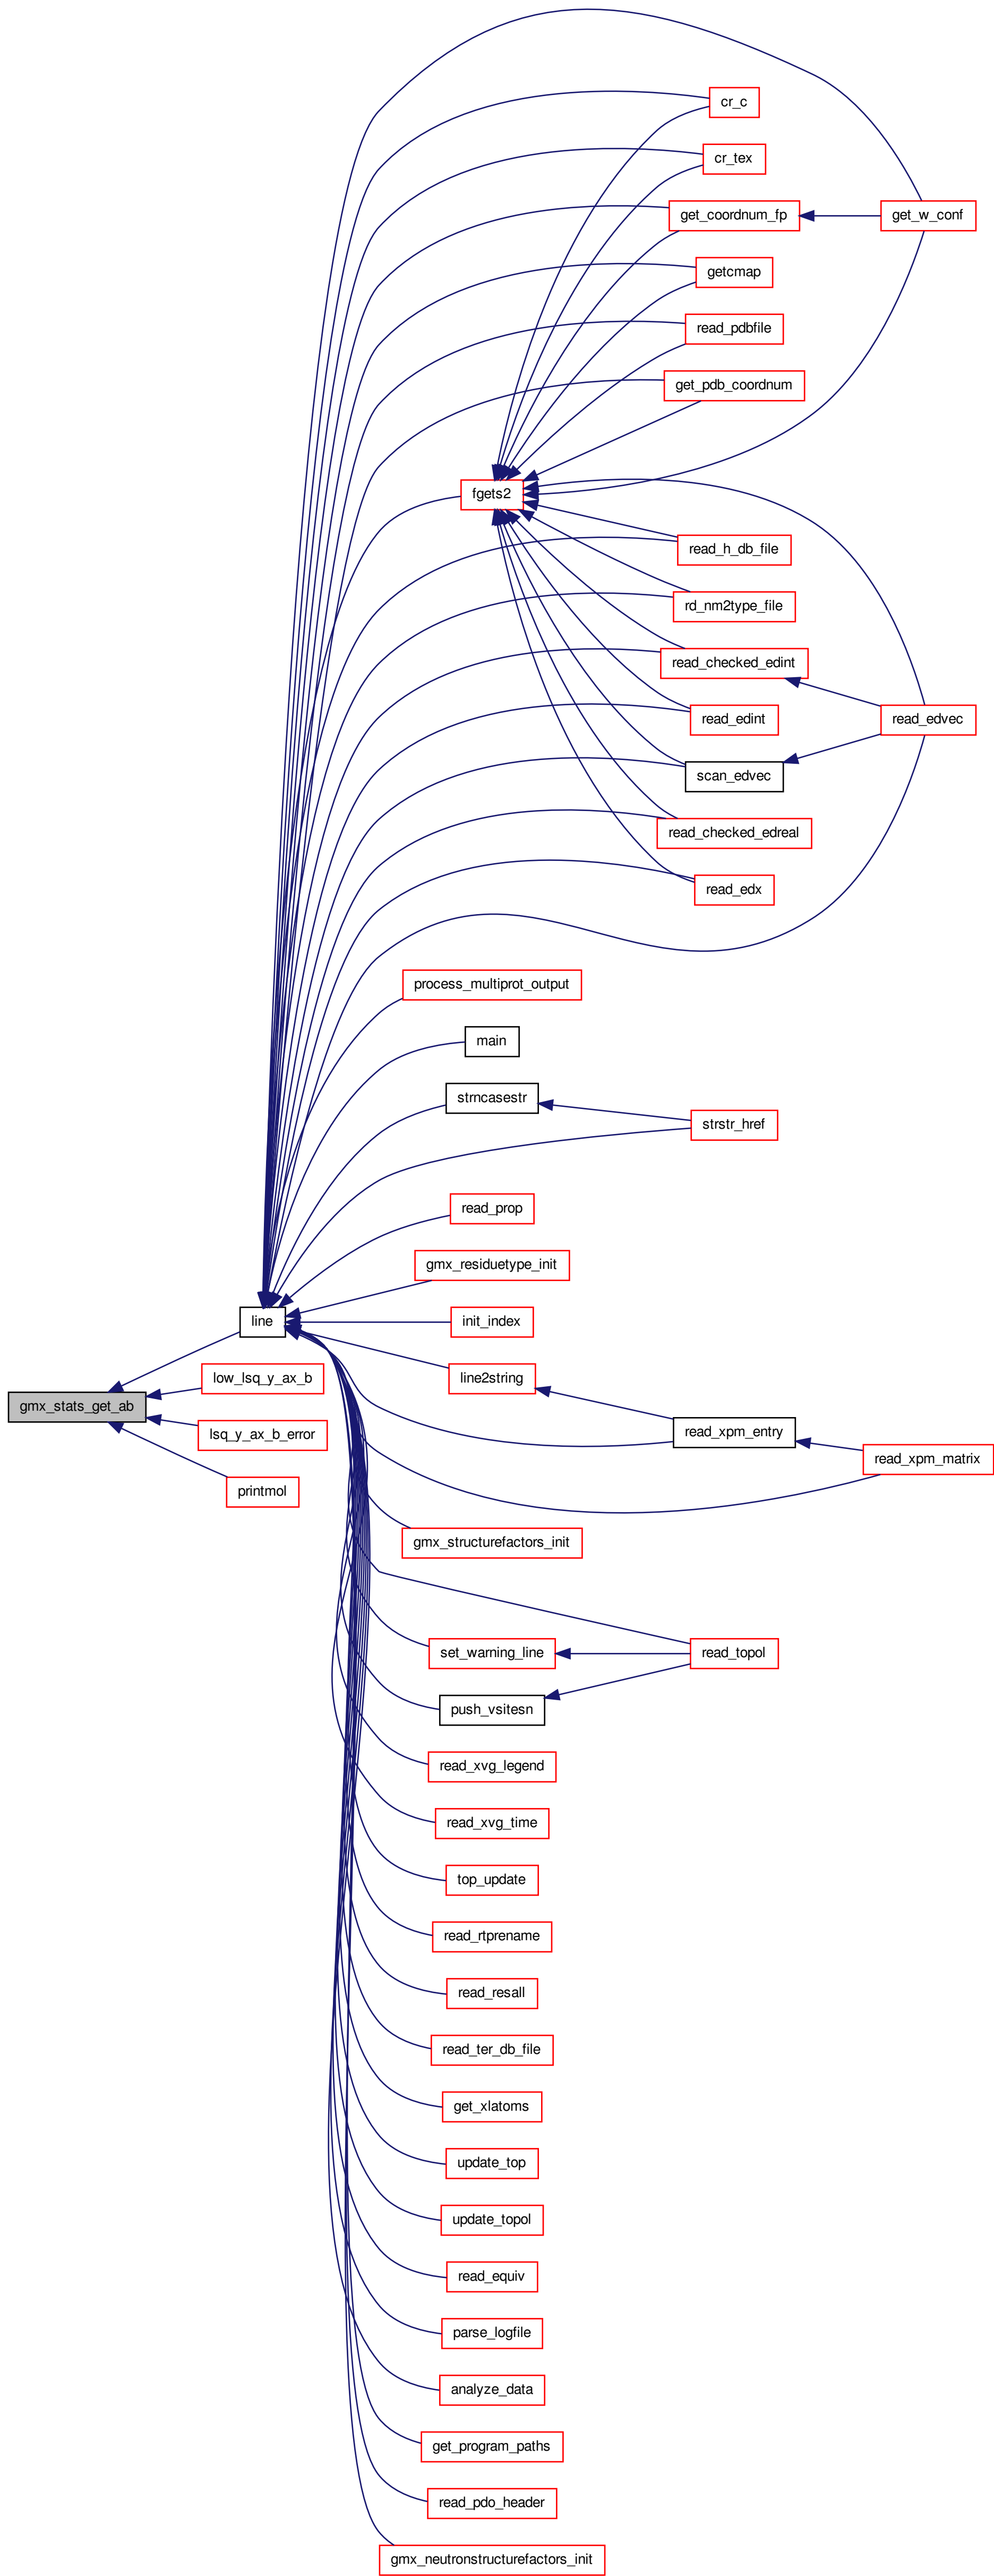 cr_c
cr_tex
get_coordnum_fp
get_w_conf
getcmap
read_pdbfile
get_pdb_coordnum
fgets2
read_h_db_file
rd_nm2type_file
read_checked_edint
read_edint
read_edvec
scan_edvec
read_checked_edreal
read_edx
process_multiprot_output
main
strncasestr
strstr_href
read_prop
gmx_residuetype_init
line
init_index
low_lsq_y_ax_b
line2string
gmx_stats_get_ab
lsq_y_ax_b_error
read_xpm_entry
read_xpm_matrix
printmol
gmx_structurefactors_init
set_warning_line
read_topol
push_vsitesn
read_xvg_legend
read_xvg_time
top_update
read_rtprename
read_resall
read_ter_db_file
get_xlatoms
update_top
update_topol
read_equiv
parse_logfile
analyze_data
get_program_paths
read_pdo_header
gmx_neutronstructurefactors_init